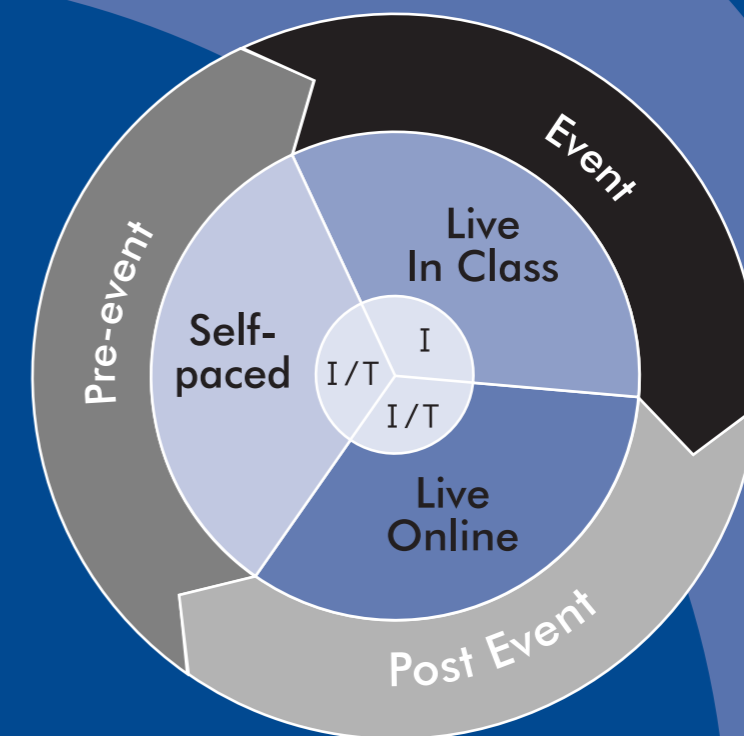 Event
Live
In Class
Pre-event
Self-
paced
I
I/T
I/T
Live
Online
Post Event